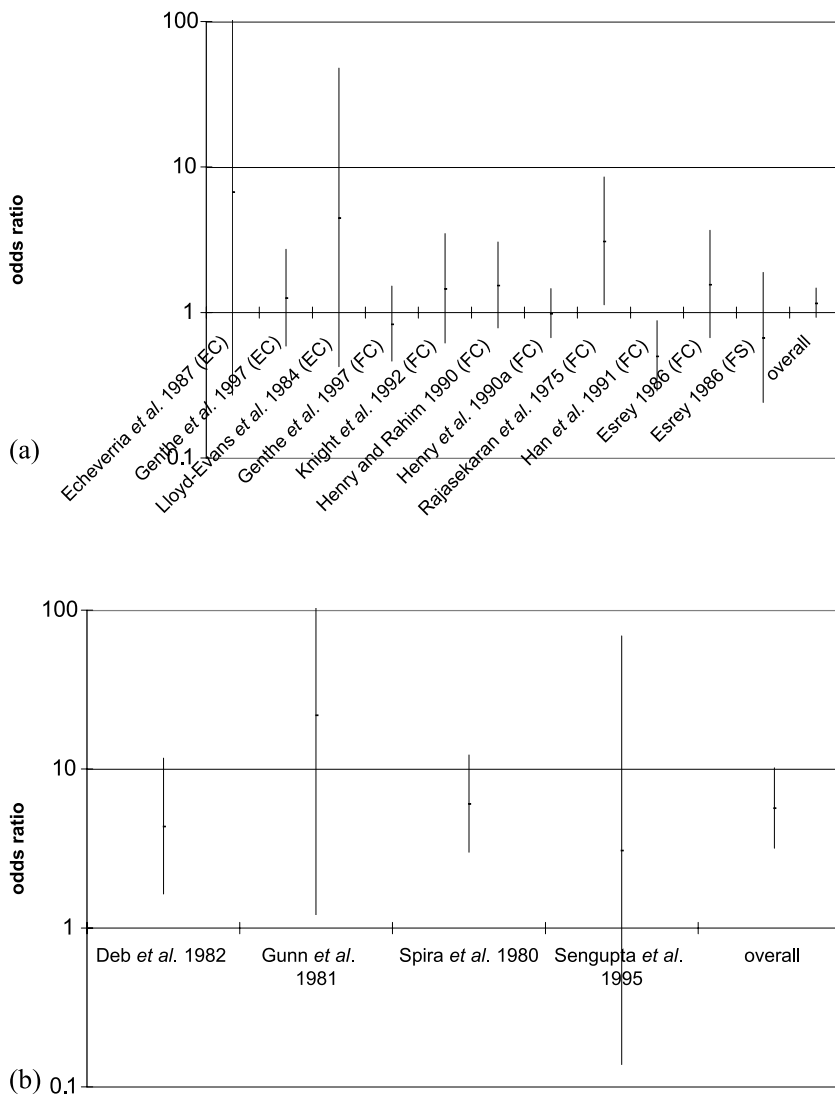 100
10
1
0.1
odds ratio
Echeverria et al. 1987 (EC)
Genthe et al. 1997 (EC)
Lloyd-Evans et al. 1984 (EC)
Genthe et al. 1997 (FC)
Knight et al. 1992 (FC)
Henry and Rahim 1990 (FC)
Henry et al. 1990a (FC)
Rajasekaran et al. 1975 (FC)
Han et al. 1991 (FC)
Esrey 1986 (FC)
Esrey 1986 (FS)
overall
(a)
100
10
1
0.1
odds ratio
Deb et al. 1982
Gunn et al.
1981
Spira et al. 1980
Sengupta et al.
1995
overall
(b)